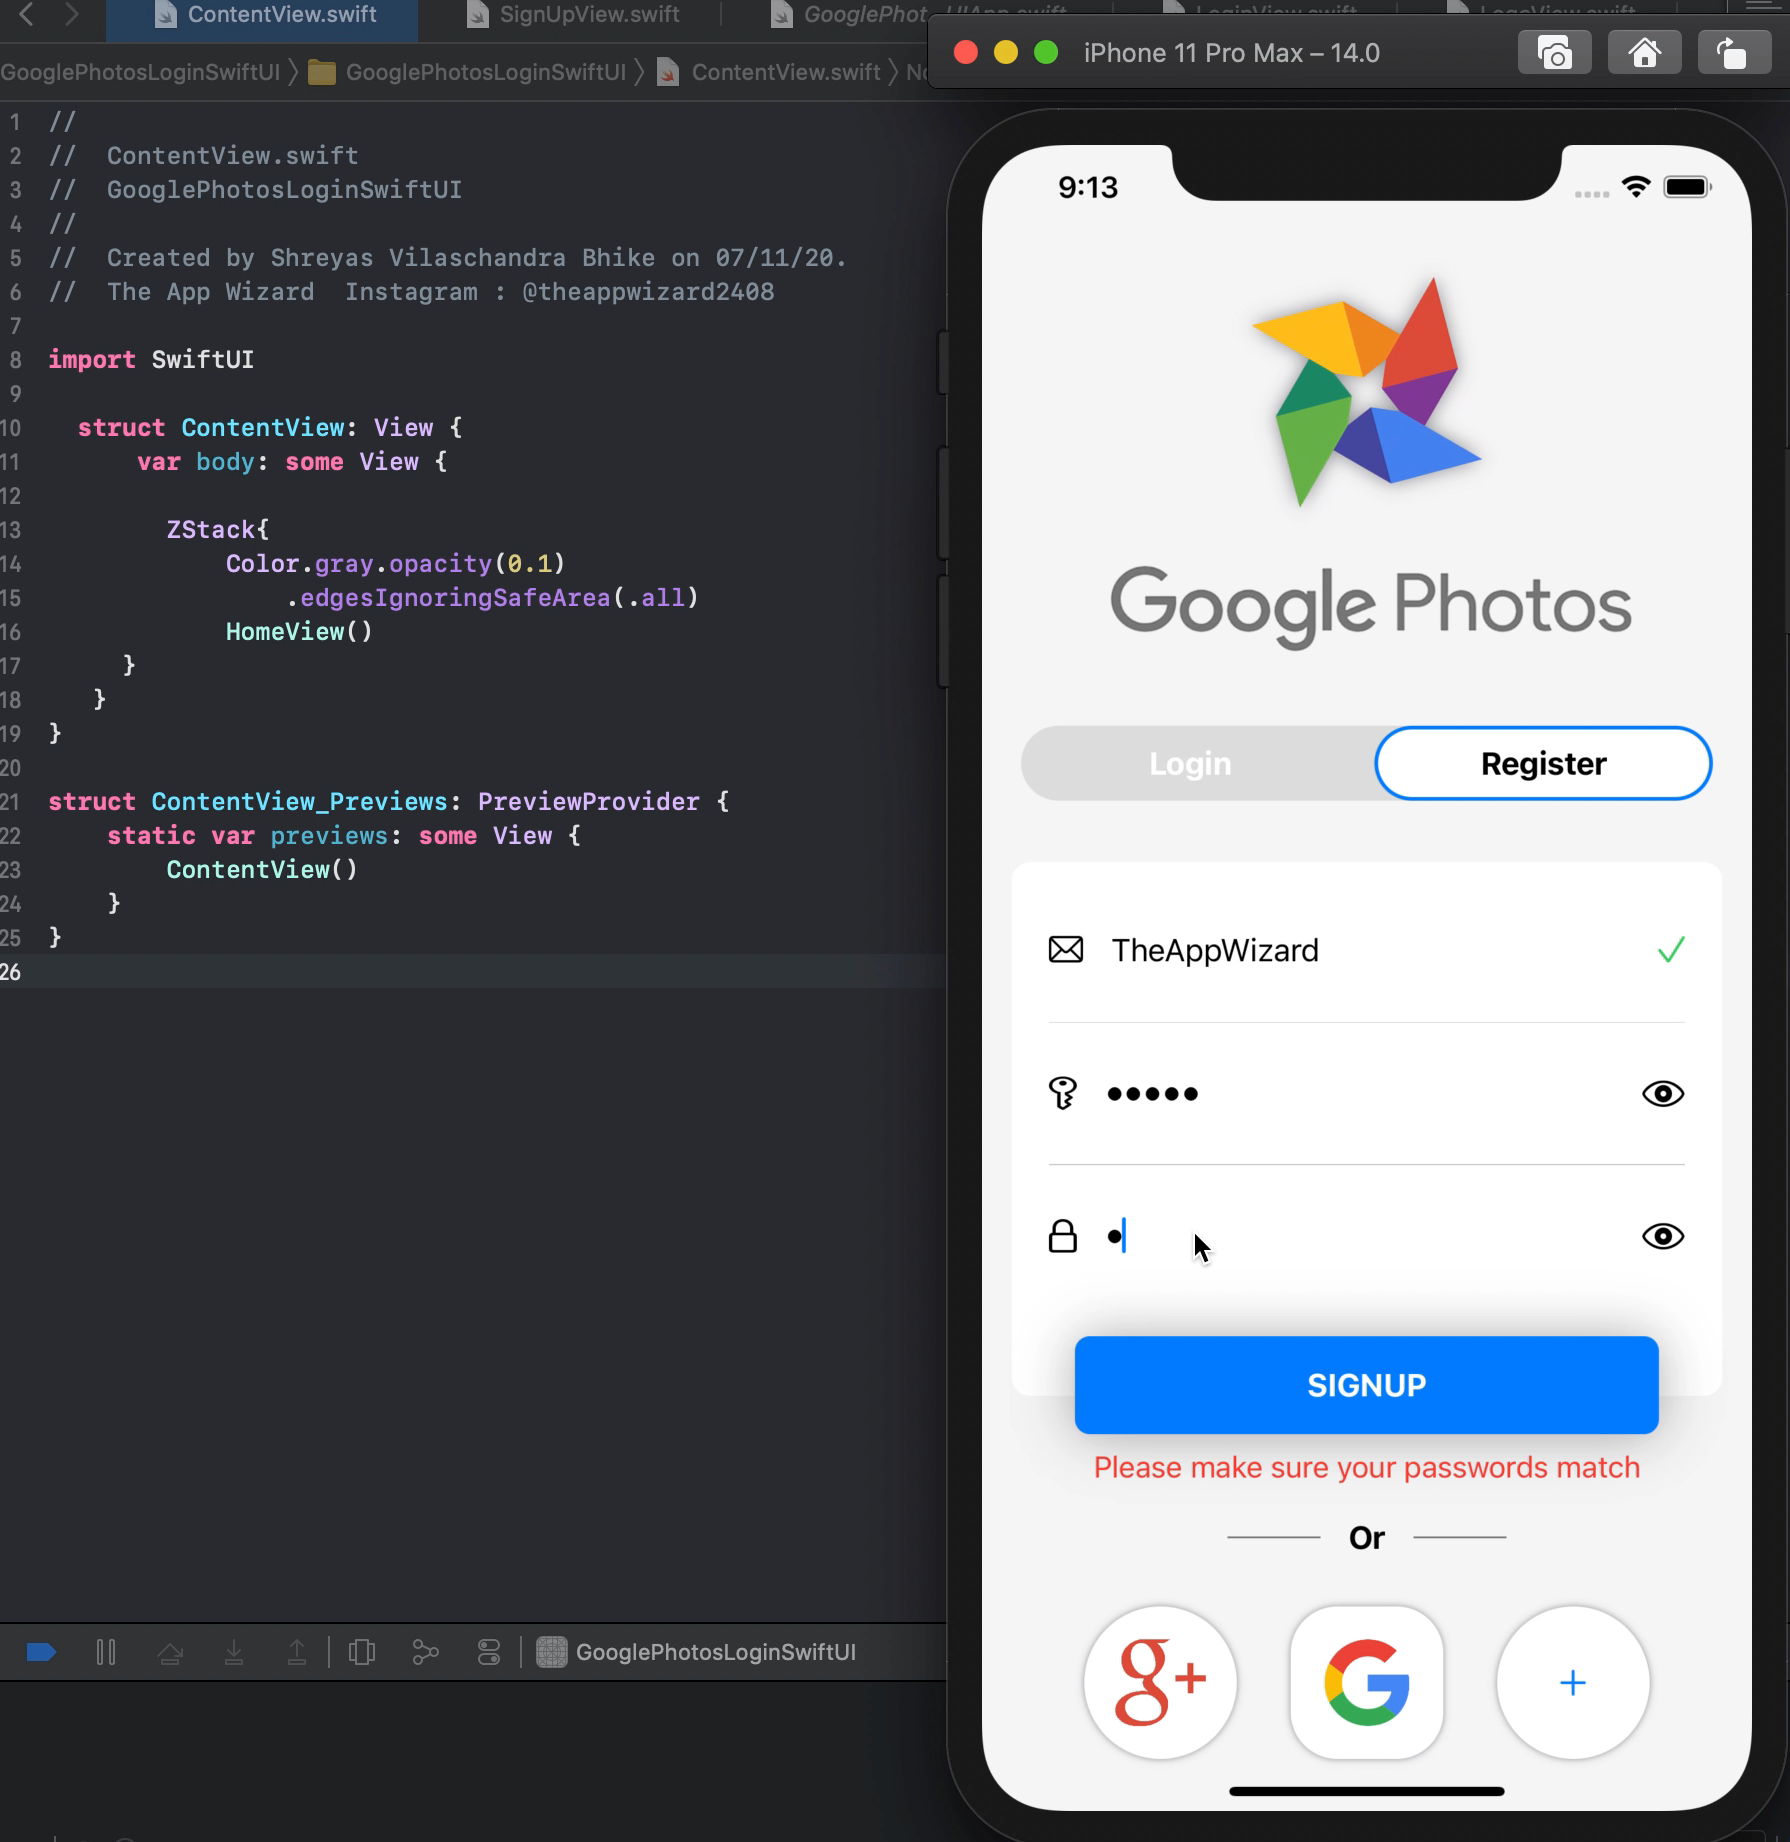 ContentView.swift
SignUpView.swift
GooglePhotosLoginSwiftUI
GooglePhotosLoginSwiftUI
ContentView.swift
1 //
2 //  ContentView.swift
3 //  GooglePhotosLoginSwiftUI
4 //
5 //  Created by Shreyas Vilaschandra Bhike on 07/11/20.
6 //  The App Wizard  Instagram : @theappwizard2408
7
8 import SwiftUI
9
10   struct ContentView: View {
11       var body: some View {
12
13         ZStack{
14             Color.gray.opacity(0.1)
15                 .edgesIgnoringSafeArea(.all)
16             HomeView()
17      }
18    }
19 }
20
21 struct ContentView_Previews: PreviewProvider {
22     static var previews: some View {
23         ContentView()
24     }
25 }
26
GooglePhotosLoginSwiftUI
iPhone 11 Pro Max – 14.0
9:13
Google Photos
Login
Register
TheAppWizard
SIGNUP
Please make sure your passwords match
Or
g+
G
+